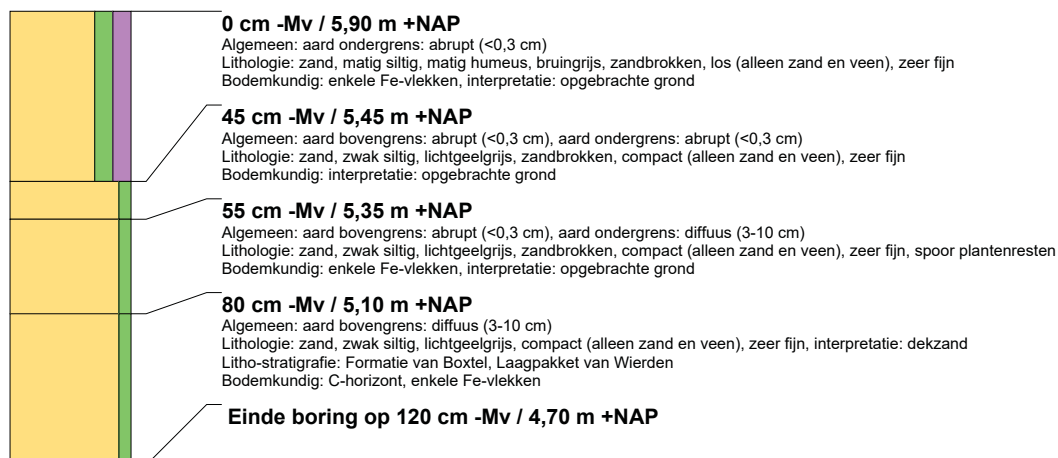 0 cm -Mv / 5,90 m +NAP
Algemeen: aard ondergrens: abrupt (<0,3 cm)
Lithologie: zand, matig siltig, matig humeus, bruingrijs, zandbrokken, los (alleen zand en veen), zeer fijn
Bodemkundig: enkele Fe-vlekken, interpretatie: opgebrachte grond
45 cm -Mv / 5,45 m +NAP
Algemeen: aard bovengrens: abrupt (<0,3 cm), aard ondergrens: abrupt (<0,3 cm)
Lithologie: zand, zwak siltig, lichtgeelgrijs, zandbrokken, compact (alleen zand en veen), zeer fijn
Bodemkundig: interpretatie: opgebrachte grond
55 cm -Mv / 5,35 m +NAP
Algemeen: aard bovengrens: abrupt (<0,3 cm), aard ondergrens: diffuus (3-10 cm)
Lithologie: zand, zwak siltig, lichtgeelgrijs, zandbrokken, compact (alleen zand en veen), zeer fijn, spoor plantenresten
Bodemkundig: enkele Fe-vlekken, interpretatie: opgebrachte grond
80 cm -Mv / 5,10 m +NAP
Algemeen: aard bovengrens: diffuus (3-10 cm)
Lithologie: zand, zwak siltig, lichtgeelgrijs, compact (alleen zand en veen), zeer fijn, interpretatie: dekzand
Litho-stratigrafie: Formatie van Boxtel, Laagpakket van Wierden
Bodemkundig: C-horizont, enkele Fe-vlekken
Einde boring op 120 cm -Mv / 4,70 m +NAP